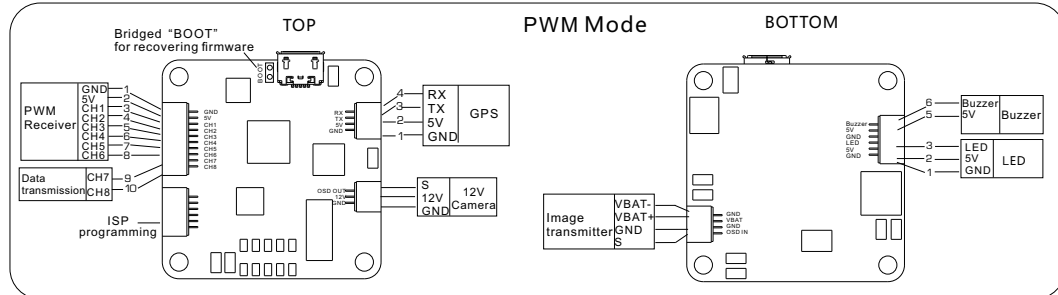 PWM Mode
TOP
BOTTOM
Bridged “BOOT”
for recovering firmware
BOOT
PWM
Receiver
GND 1
5V 2
CH1 3
CH2 4
CH3 5
CH4 6
CH5 7
CH6 8
Data
transmission
CH7 9
CH8 10
ISP
programming
GND
5V
CH1
CH2
CH3
CH4
CH5
CH6
CH7
CH8
RX
TX
5V
GND
4 RX
3 TX
2 5V
1 GND
GPS
OSD OUT
12V
GND
S
12V
GND
12V
Camera
Image
transmitter
VBAT-
VBAT+
GND
S
GND
VBAT
GND
OSD IN
Buzzer
5V
GND
LED
5V
GND
6 Buzzer
5 5V
Buzzer
3 LED
2 5V
1 GND
LED